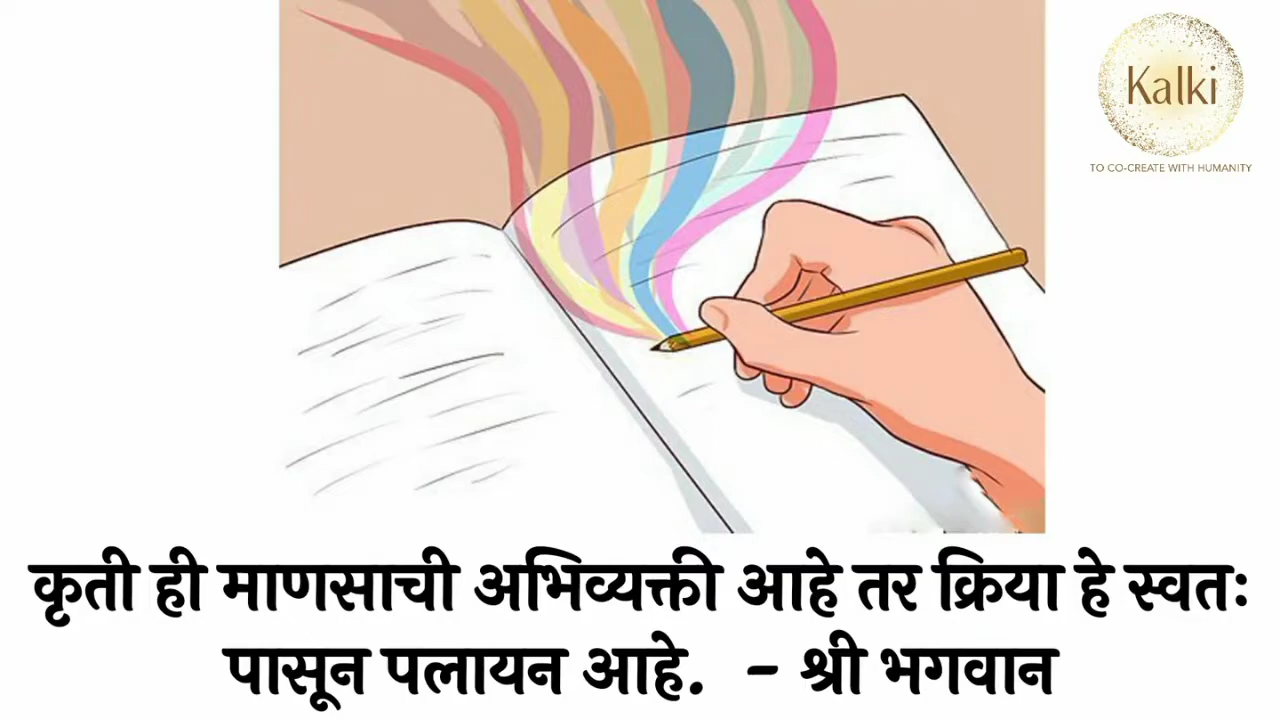 Kalki
TO CO-CREATE WITH HUMANITY
कृती ही माणसाची अभिव्यक्ती आहे तर क्रिया हे स्वतः
पासून पलायन आहे. - श्री भगवान